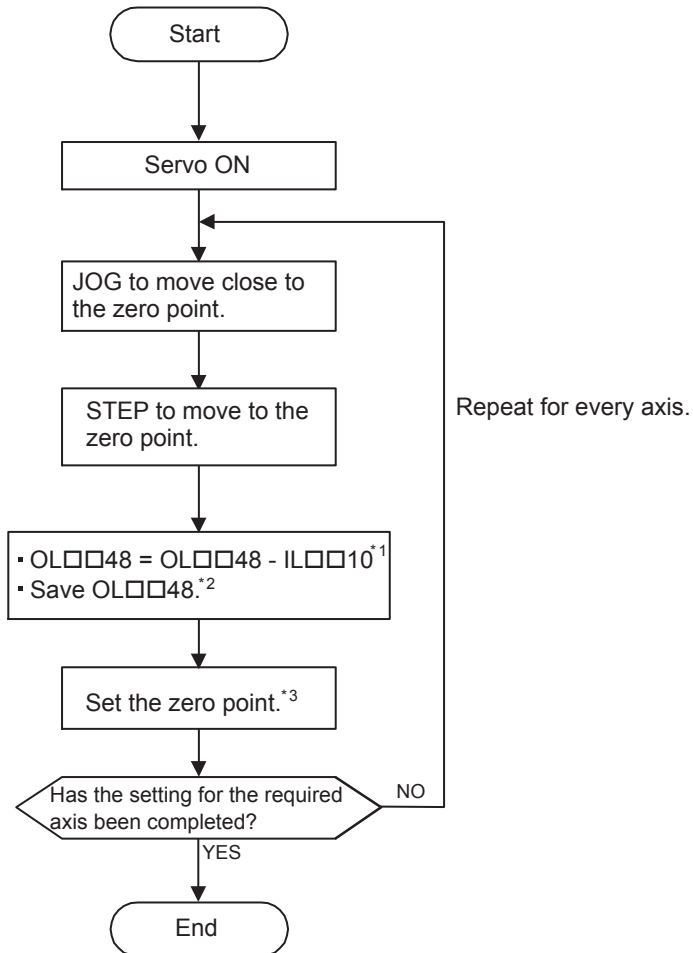 Start
Servo ON
JOG to move close to
the zero point.
STEP to move to the
zero point.
Repeat for every axis.
▪ OL□□48 = OL□□48 - IL□□10*1
▪ Save OL□□48.*2
Set the zero point.*3
Has the setting for the required
axis been completed?
NO
YES
End